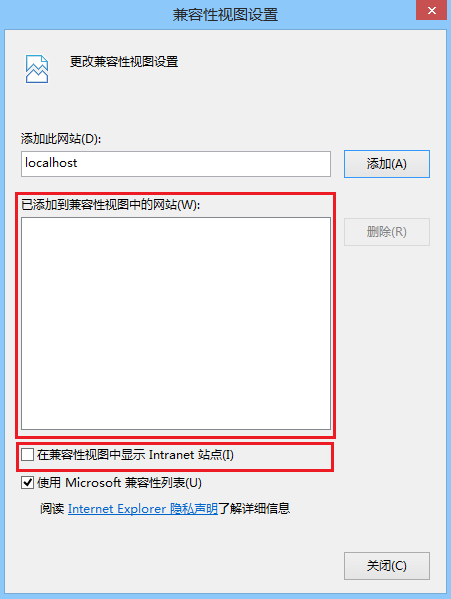 兼容性视图设置
更改兼容性视图设置
添加此网站(D):
localhost
添加(A)
已添加到兼容性视图中的网站(W):
删除(R)
在兼容性视图中显示 Intranet 站点(I)
使用 Microsoft 兼容性列表(U)
阅读 Internet Explorer 隐私声明了解详细信息
关闭(C)